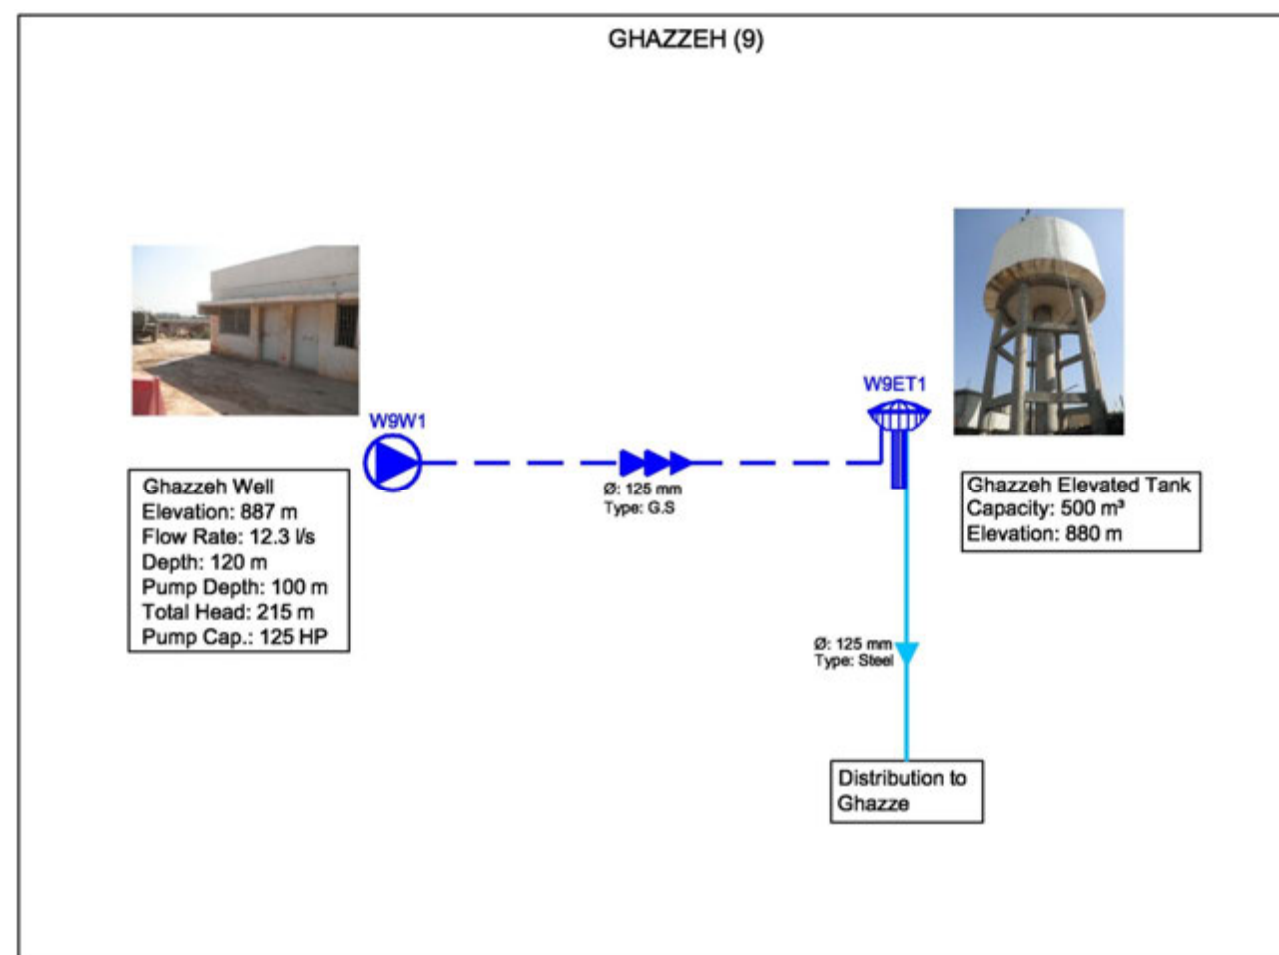 GHAZZEH (9)
W9W1
Ghazzeh Well
Elevation: 887 m
Flow Rate: 12.3 l/s
Depth: 120 m
Pump Depth: 100 m
Total Head: 215 m
Pump Cap.: 125 HP
Ø: 125 mm
Type: G.S
W9ET1
Ghazzeh Elevated Tank
Capacity: 500 m³
Elevation: 880 m
Ø: 125 mm
Type: Steel
Distribution to
Ghazze